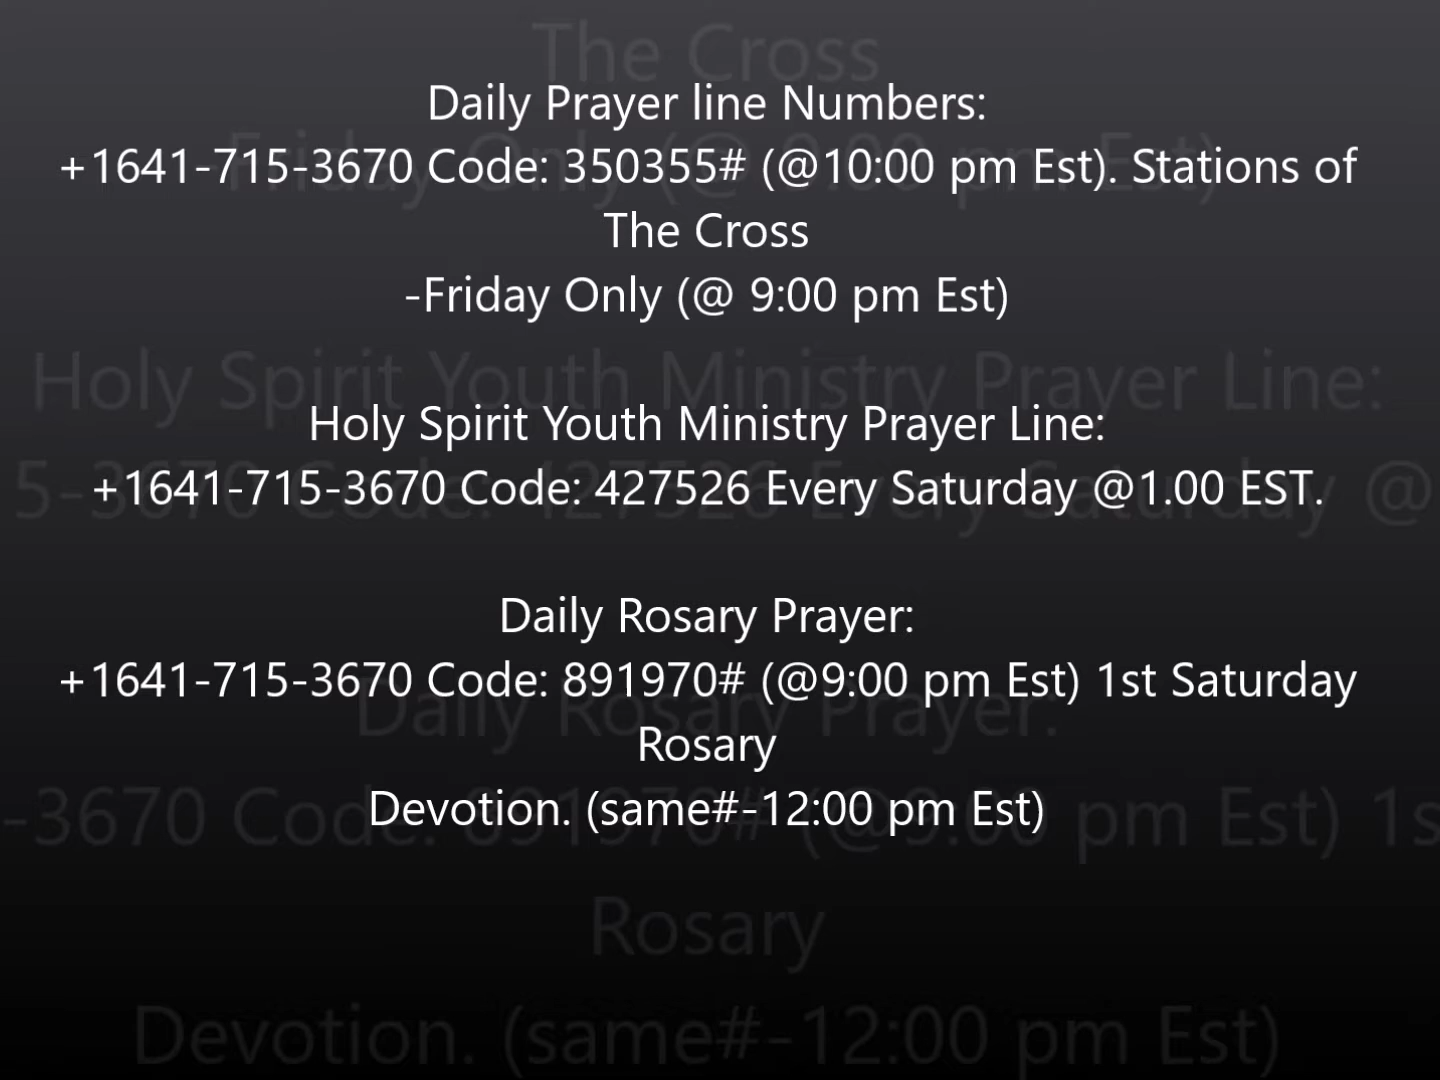 Daily Prayer line Numbers:
+1641-715-3670 Code: 350355# (@10:00 pm Est). Stations of
The Cross
-Friday Only (@ 9:00 pm Est)
Holy Spirit Youth Ministry Prayer Line:
+1641-715-3670 Code: 427526 Every Saturday @1.00 EST.
Daily Rosary Prayer:
+1641-715-3670 Code: 891970# (@9:00 pm Est) 1st Saturday
Rosary
Devotion. (same#-12:00 pm Est)